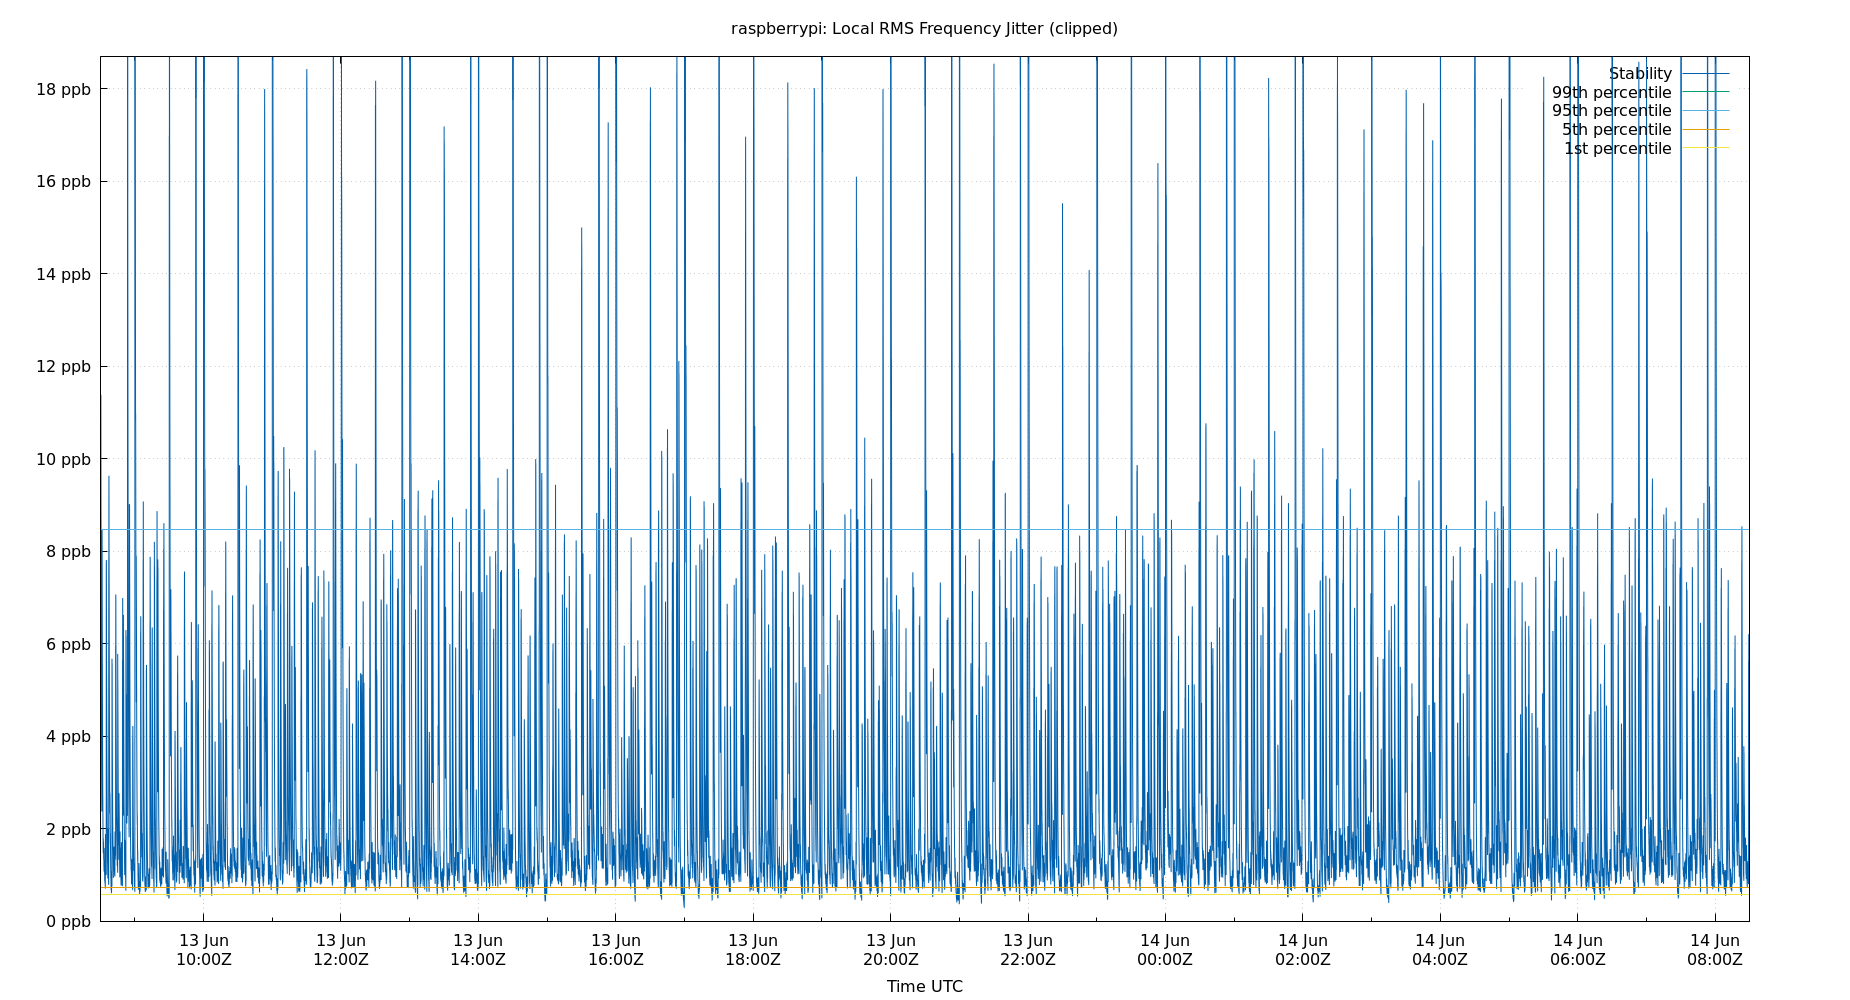 raspberrypi: Local RMS Frequency Jitter (clipped)
18 ppb
16 ppb
14 ppb
12 ppb
10 ppb
8 ppb
6 ppb
4 ppb
2 ppb
0 ppb
Stability
99th percentile
95th percentile
5th percentile
1st percentile
13 Jun 13 Jun 13 Jun 13 Jun 13 Jun 13 Jun 13 Jun 14 Jun 14 Jun 14 Jun 14 Jun 14 Jun
10:00Z 12:00Z 14:00Z 16:00Z 18:00Z 20:00Z 22:00Z 00:00Z 02:00Z 04:00Z 06:00Z 08:00Z
Time UTC